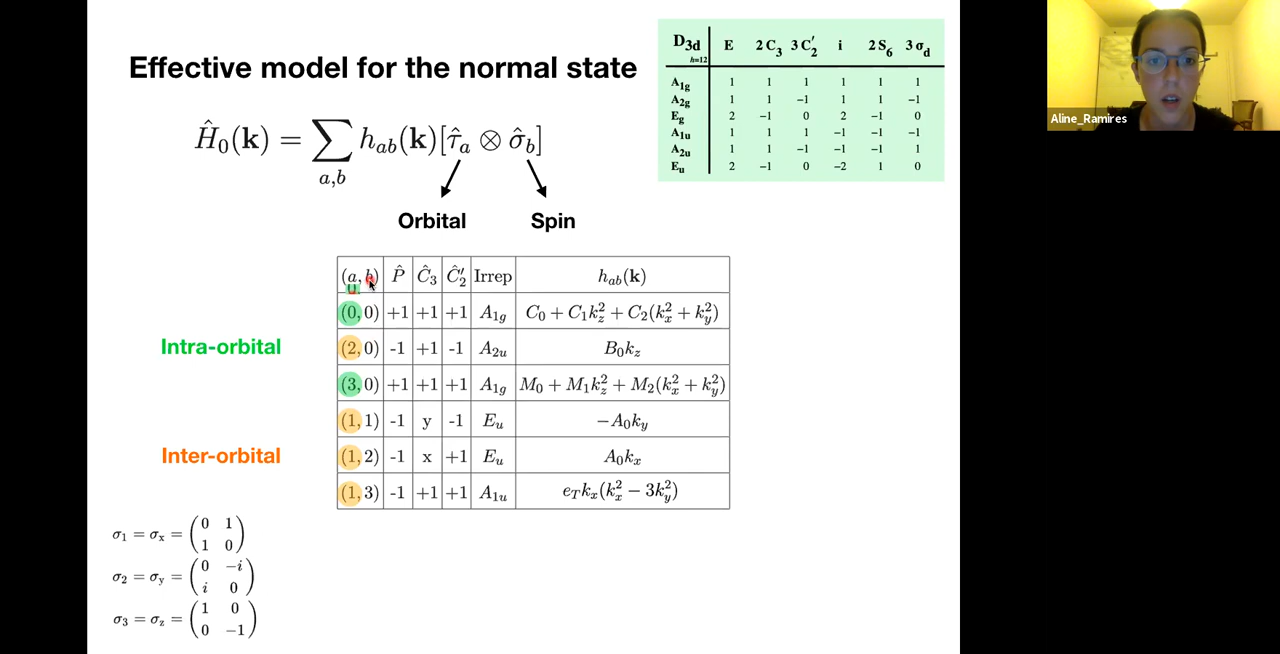 Effective model for the normal state
Ĥ₀(k) = ∑ h_ab(k)[τ̂_a ⊗ σ̂_b]
a,b
Orbital Spin
D3d h=12 E 2C3 3C′2 i 2S6 3σd
A1g 1 1 1 1 1 1
A2g 1 1 −1 1 1 −1
Eg 2 −1 0 2 −1 0
A1u 1 1 1 −1 −1 −1
A2u 1 1 −1 −1 −1 1
Eu 2 −1 0 −2 1 0
Aline_Ramires
(a, b) P̂ Ĉ₃ Ĉ′₂ Irrep h_ab(k)
(0, 0) +1 +1 +1 A1g C₀ + C₁k_z² + C₂(k_x² + k_y²)
(2, 0) -1 +1 -1 A2u B₀k_z
(3, 0) +1 +1 +1 A1g M₀ + M₁k_z² + M₂(k_x² + k_y²)
(1, 1) -1 y -1 Eu −A₀k_y
(1, 2) -1 x +1 Eu A₀k_x
(1, 3) -1 +1 +1 A1u e_T k_x(k_x² − 3k_y²)
Intra-orbital
Inter-orbital
σ₁ = σ_x = (0 1
1 0)
σ₂ = σ_y = (0 −i
i 0)
σ₃ = σ_z = (1 0
0 −1)